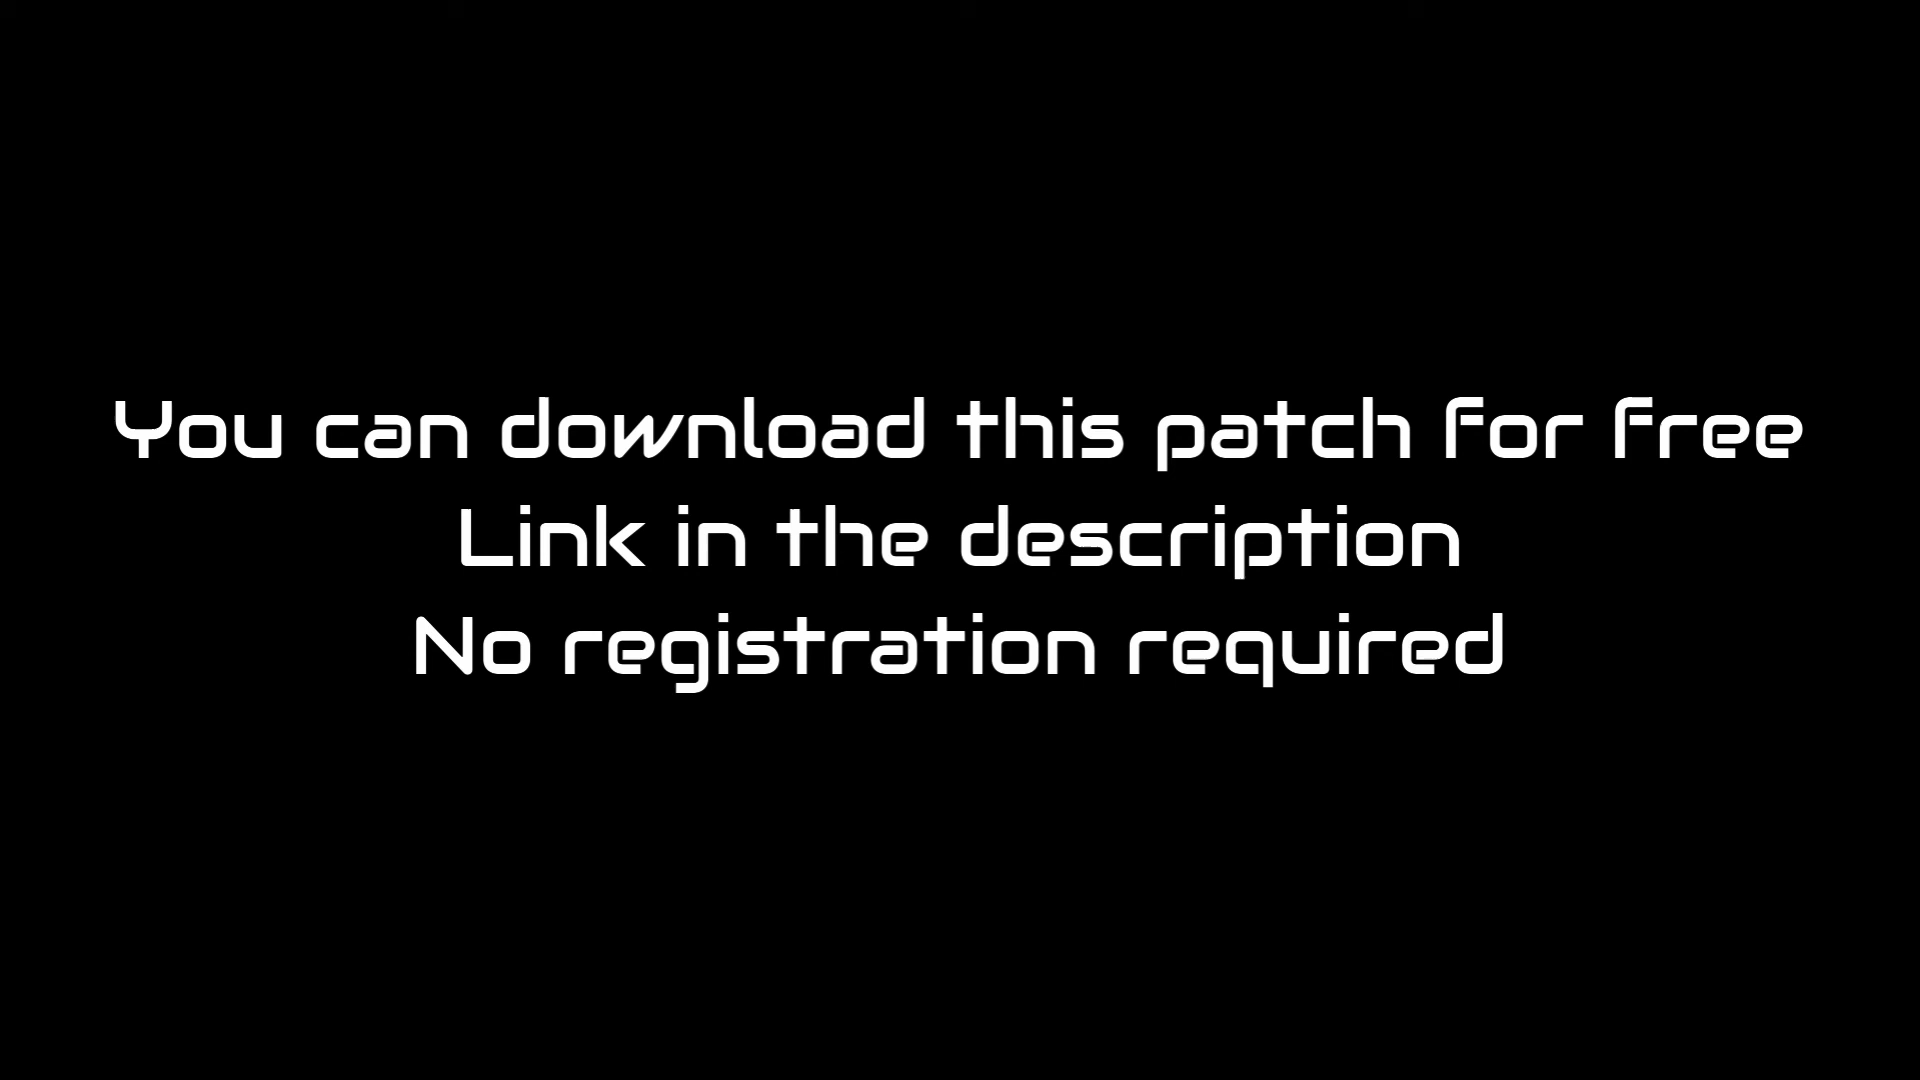 You can download this patch for free
Link in the description
No registration required